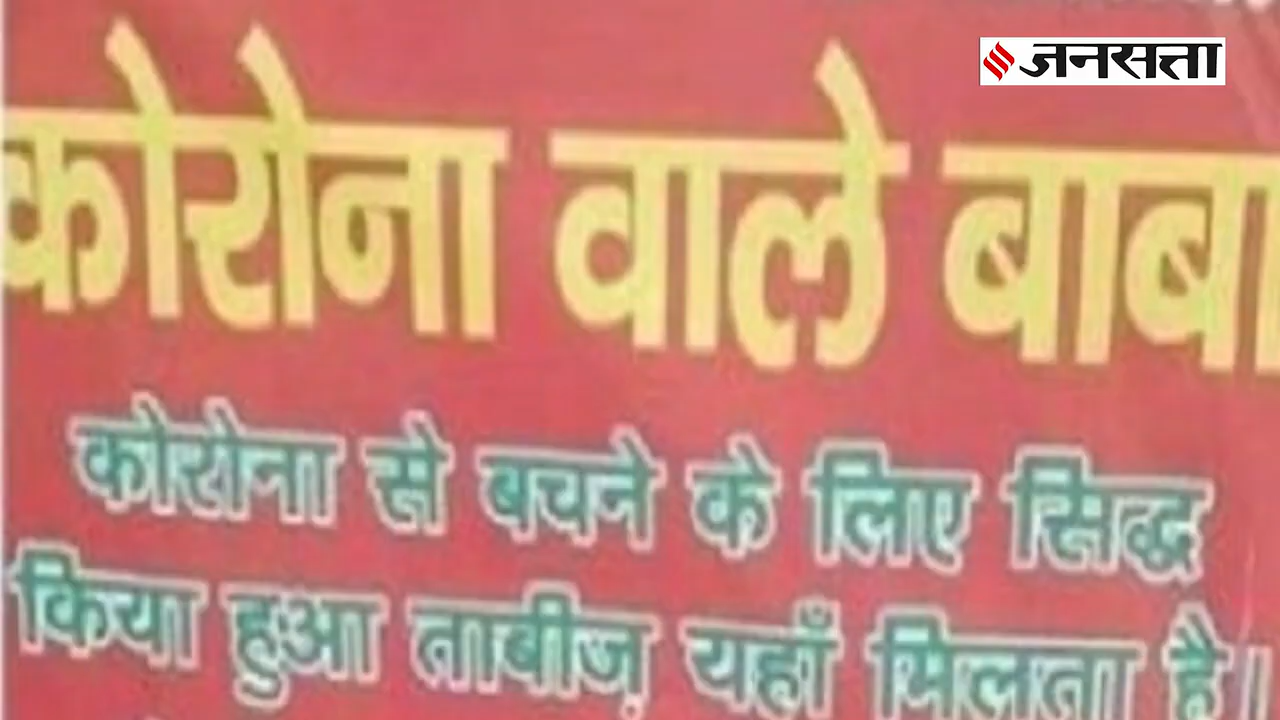 जनसत्ता
कोरोना वाले बाबा
कोरोना से बचने के लिए सिद्ध
किया हुआ ताबीज़ यहाँ मिलता है।